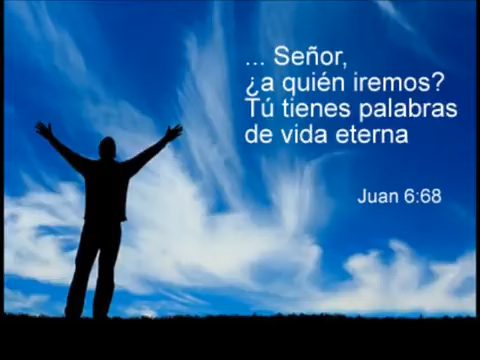 ... Señor,
¿a quién iremos?
Tú tienes palabras
de vida eterna
Juan 6:68